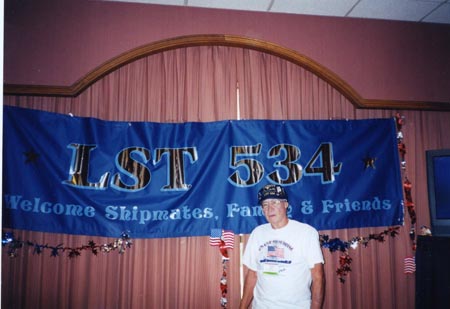 LST 534
Welcome Shipmates, Family & Friends